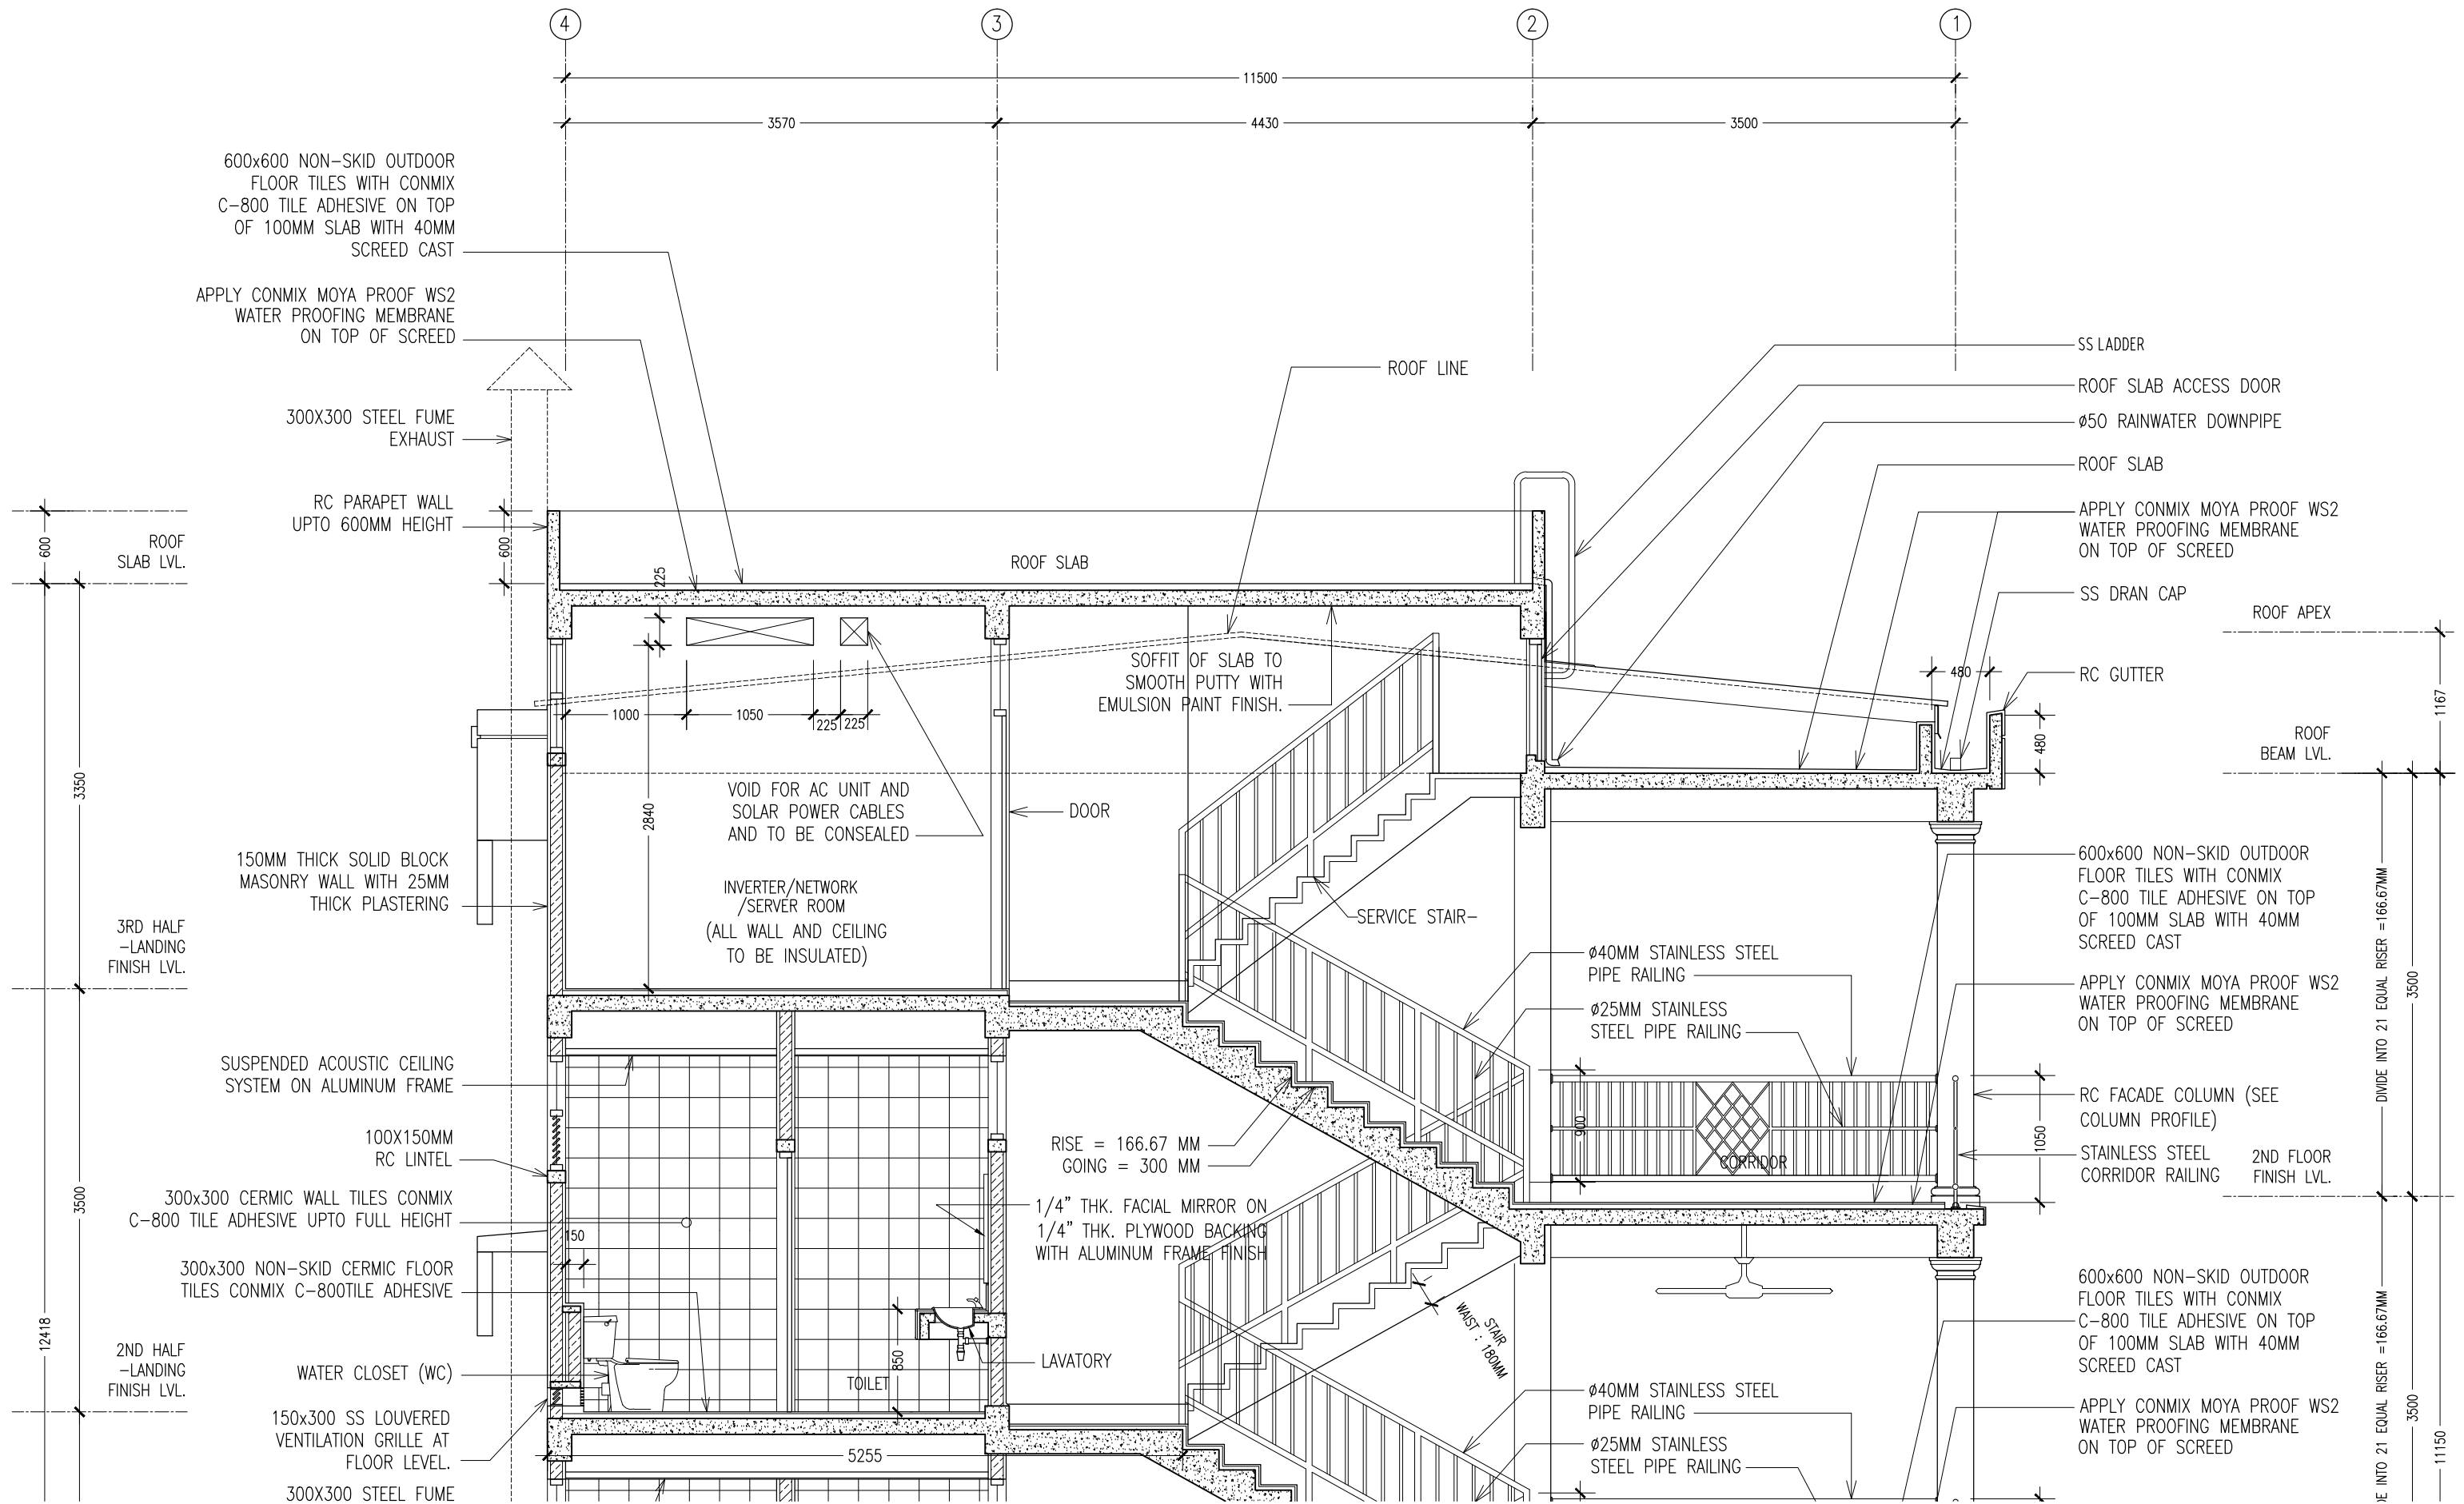 4
3
2
1
11500
3570
4430
3500
600x600 NON-SKID OUTDOOR
FLOOR TILES WITH CONMIX
C-800 TILE ADHESIVE ON TOP
OF 100MM SLAB WITH 40MM
SCREED CAST
APPLY CONMIX MOYA PROOF WS2
WATER PROOFING MEMBRANE
ON TOP OF SCREED
300X300 STEEL FUME
EXHAUST
RC PARAPET WALL
UPTO 600MM HEIGHT
ROOF
SLAB LVL.
600
600
225
150MM THICK SOLID BLOCK
MASONRY WALL WITH 25MM
THICK PLASTERING
3350
3RD HALF
-LANDING
FINISH LVL.
SUSPENDED ACOUSTIC CEILING
SYSTEM ON ALUMINUM FRAME
100X150MM
RC LINTEL
300x300 CERMIC WALL TILES CONMIX
C-800 TILE ADHESIVE UPTO FULL HEIGHT
3500
150
300x300 NON-SKID CERMIC FLOOR
TILES CONMIX C-800TILE ADHESIVE
12418
2ND HALF
-LANDING
FINISH LVL.
WATER CLOSET (WC)
150x300 SS LOUVERED
VENTILATION GRILLE AT
FLOOR LEVEL.
300X300 STEEL FUME
ROOF LINE
ROOF SLAB
SOFFIT OF SLAB TO
SMOOTH PUTTY WITH
EMULSION PAINT FINISH.
1000
1050
225
225
2840
VOID FOR AC UNIT AND
SOLAR POWER CABLES
AND TO BE CONSEALED
DOOR
INVERTER/NETWORK
/SERVER ROOM
(ALL WALL AND CEILING
TO BE INSULATED)
SERVICE STAIR-
RISE = 166.67 MM
GOING = 300 MM
1/4" THK. FACIAL MIRROR ON
1/4" THK. PLYWOOD BACKING
WITH ALUMINUM FRAME FINISH
LAVATORY
TOILET
850
5255
STAIR
WAIST : 180MM
SS LADDER
ROOF SLAB ACCESS DOOR
ø50 RAINWATER DOWNPIPE
ROOF SLAB
APPLY CONMIX MOYA PROOF WS2
WATER PROOFING MEMBRANE
ON TOP OF SCREED
SS DRAN CAP
RC GUTTER
480
480
ROOF APEX
1167
ROOF
BEAM LVL.
600x600 NON-SKID OUTDOOR
FLOOR TILES WITH CONMIX
C-800 TILE ADHESIVE ON TOP
OF 100MM SLAB WITH 40MM
SCREED CAST
ø40MM STAINLESS STEEL
PIPE RAILING
APPLY CONMIX MOYA PROOF WS2
WATER PROOFING MEMBRANE
ON TOP OF SCREED
ø25MM STAINLESS
STEEL PIPE RAILING
DIVIDE INTO 21 EQUAL RISER =166.67MM
3500
RC FACADE COLUMN (SEE
COLUMN PROFILE)
900
CORRIDOR
1050
STAINLESS STEEL
CORRIDOR RAILING
2ND FLOOR
FINISH LVL.
600x600 NON-SKID OUTDOOR
FLOOR TILES WITH CONMIX
C-800 TILE ADHESIVE ON TOP
OF 100MM SLAB WITH 40MM
SCREED CAST
ø40MM STAINLESS STEEL
PIPE RAILING
APPLY CONMIX MOYA PROOF WS2
WATER PROOFING MEMBRANE
ON TOP OF SCREED
ø25MM STAINLESS
STEEL PIPE RAILING
DE INTO 21 EQUAL RISER =166.67MM
3500
11150